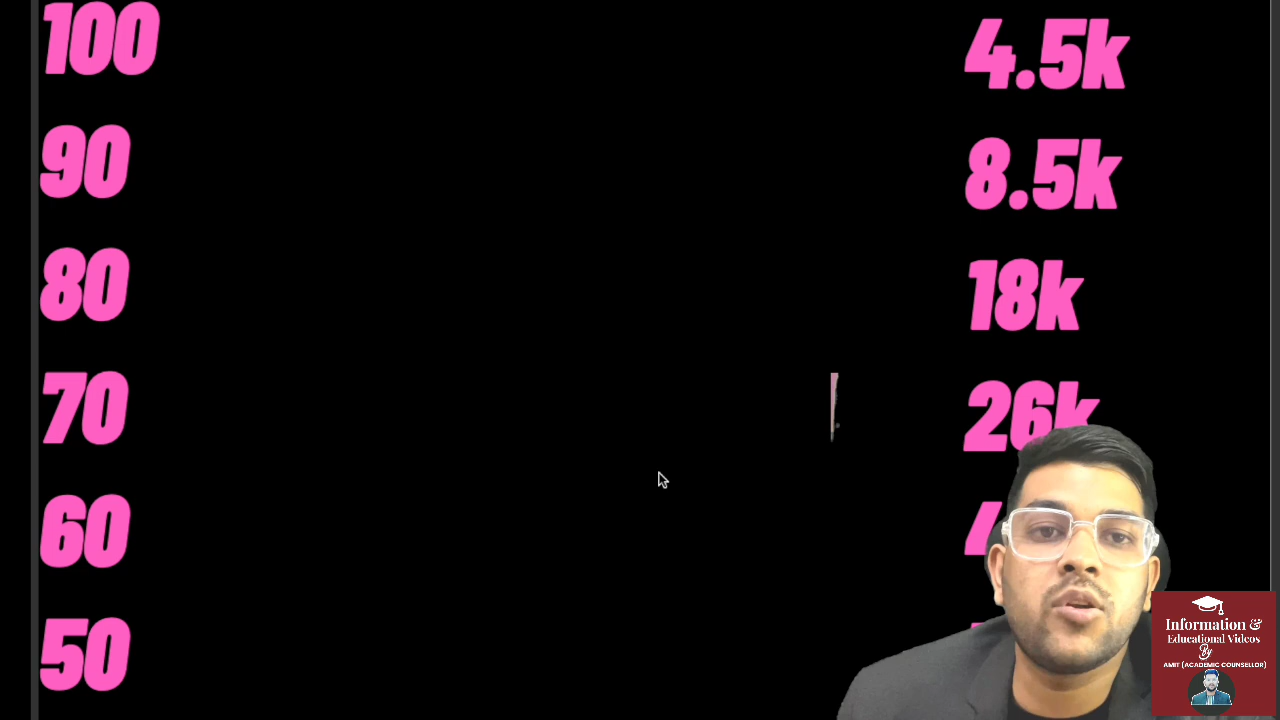 100 4.5k
90 8.5k
80 18k
70 26k
60
50
Information &
Educational Videos
By
AMIT (ACADEMIC COUNSELLOR)